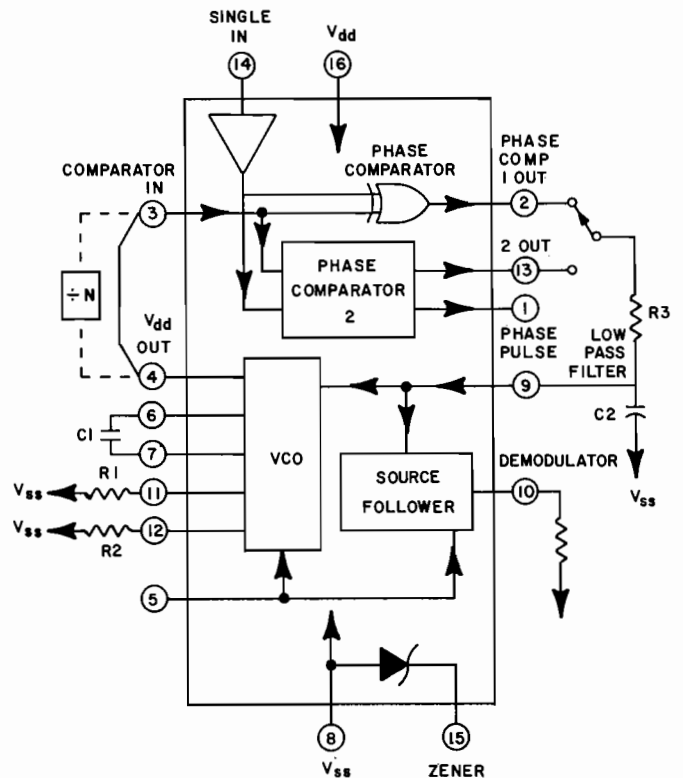 SINGLE
IN
14
Vdd
16
PHASE
COMPARATOR
PHASE
COMP
1 OUT
2
COMPARATOR
IN
3
÷N
Vdd
OUT
4
PHASE
COMPARATOR
2
2 OUT
13
1
PHASE
PULSE
9
R3
LOW
PASS
FILTER
C2
Vss
C1
6
7
VCO
Vss
R1
11
Vss
R2
12
5
SOURCE
FOLLOWER
DEMODULATOR
10
8
Vss
15
ZENER